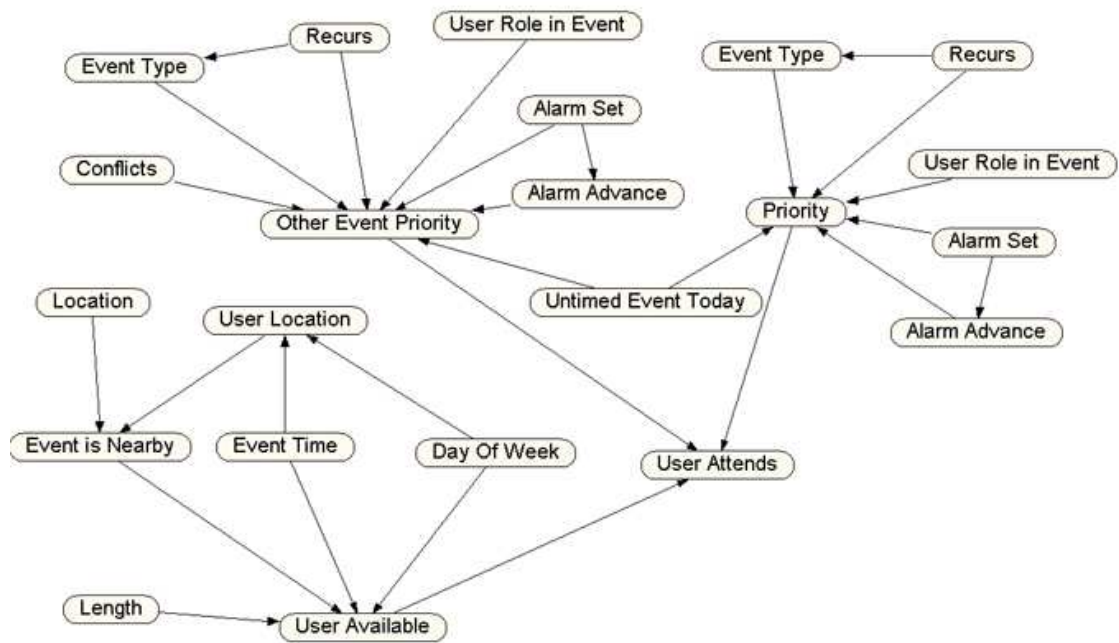 User Role in Event
Recurs
Event Type
Event Type
Recurs
Alarm Set
Conflicts
User Role in Event
Alarm Advance
Other Event Priority
Priority
Alarm Set
Location
Untimed Event Today
User Location
Alarm Advance
Event is Nearby
Event Time
Day Of Week
User Attends
Length
User Available